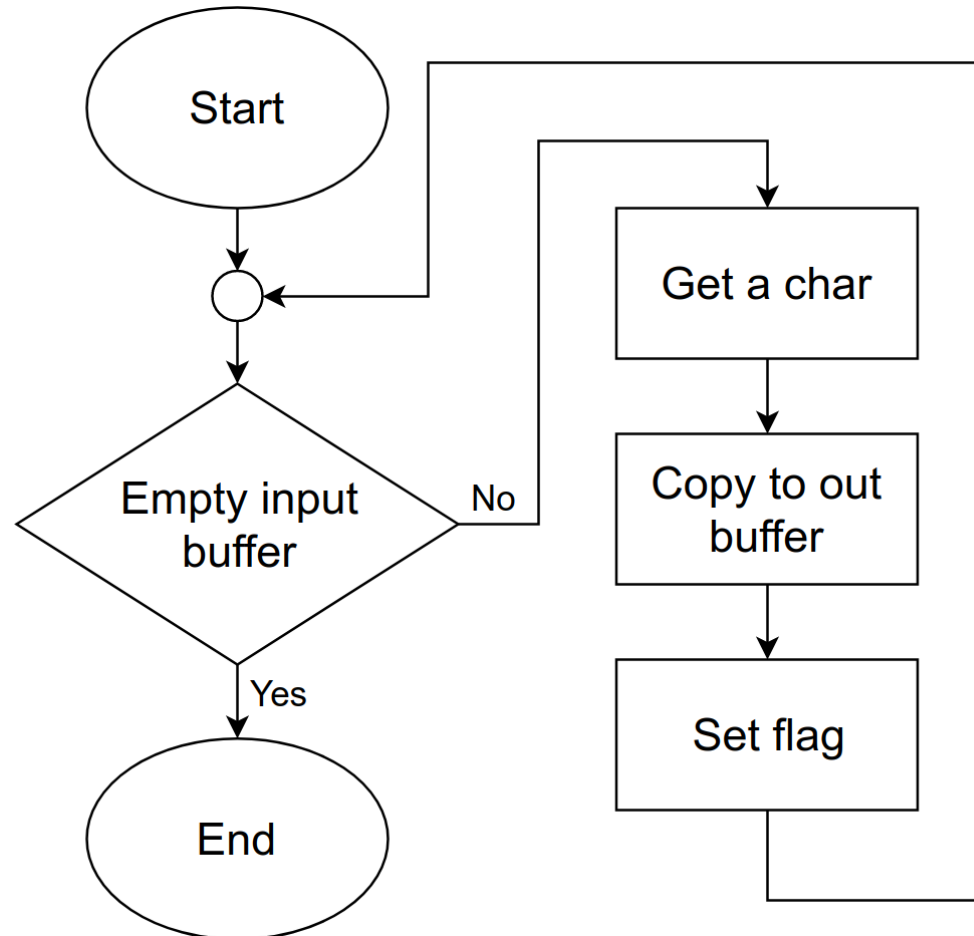 Start
Empty input
buffer
No
Yes
End
Get a char
Copy to out
buffer
Set flag